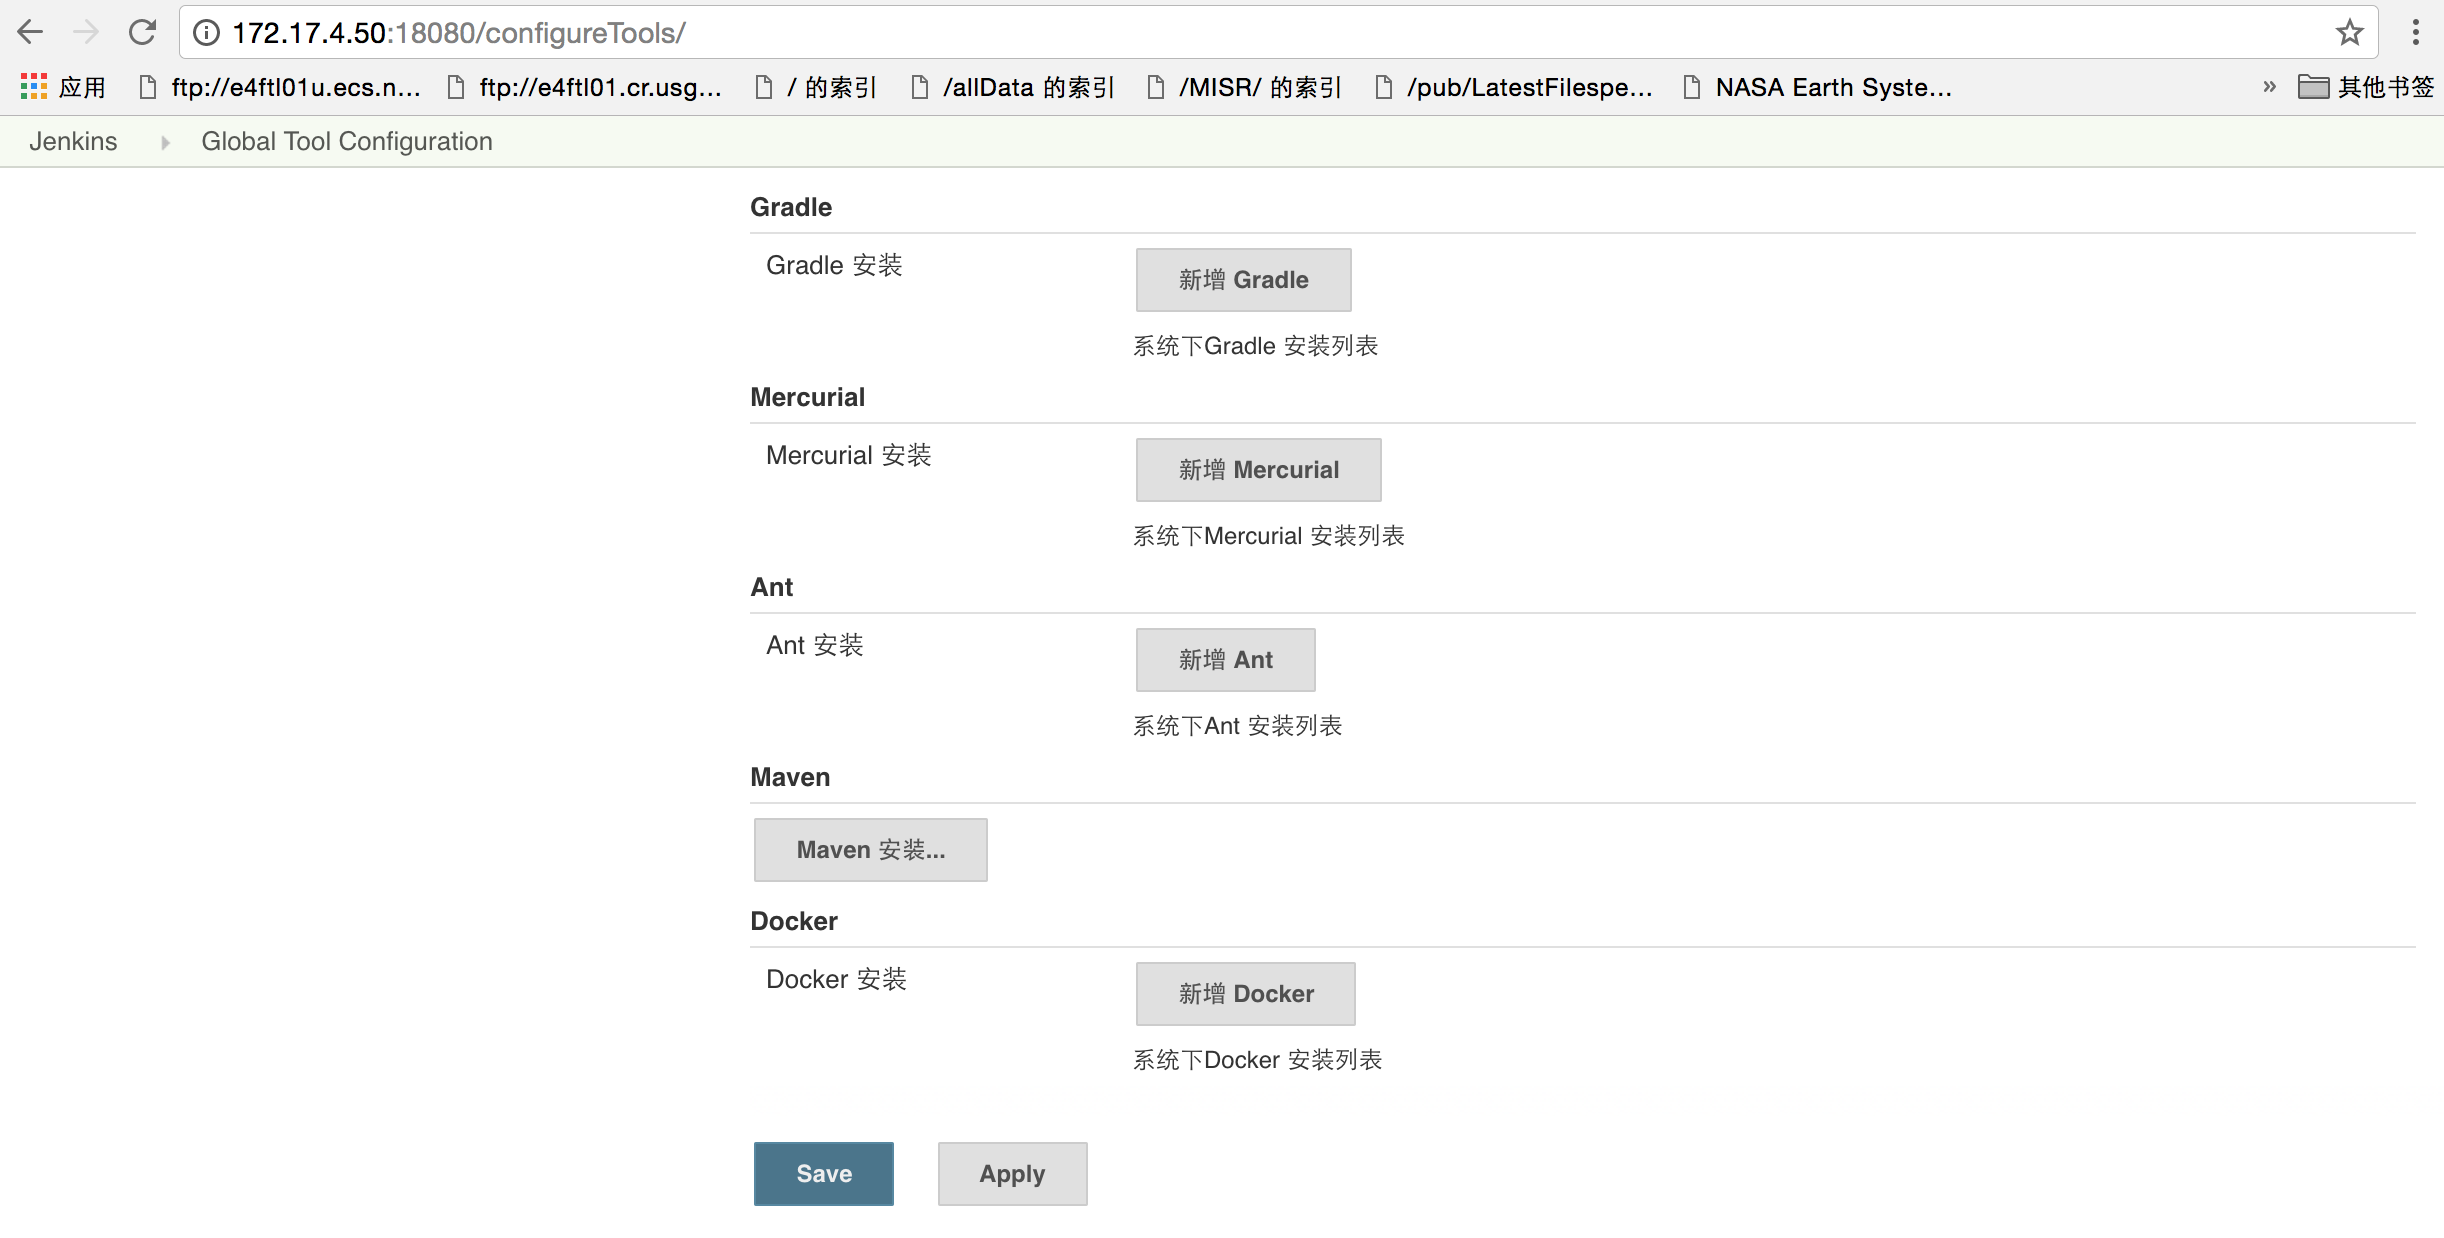 172.17.4.50:18080/configureTools/
应用 ftp://e4ftl01u.ecs.n... ftp://e4ftl01.cr.usg... / 的索引 /allData 的索引 /MISR/ 的索引 /pub/LatestFilespe... NASA Earth Syste... » 其他书签
Jenkins Global Tool Configuration
Gradle
Gradle 安装 新增 Gradle
系统下Gradle 安装列表
Mercurial
Mercurial 安装 新增 Mercurial
系统下Mercurial 安装列表
Ant
Ant 安装 新增 Ant
系统下Ant 安装列表
Maven
Maven 安装...
Docker
Docker 安装 新增 Docker
系统下Docker 安装列表
Save Apply